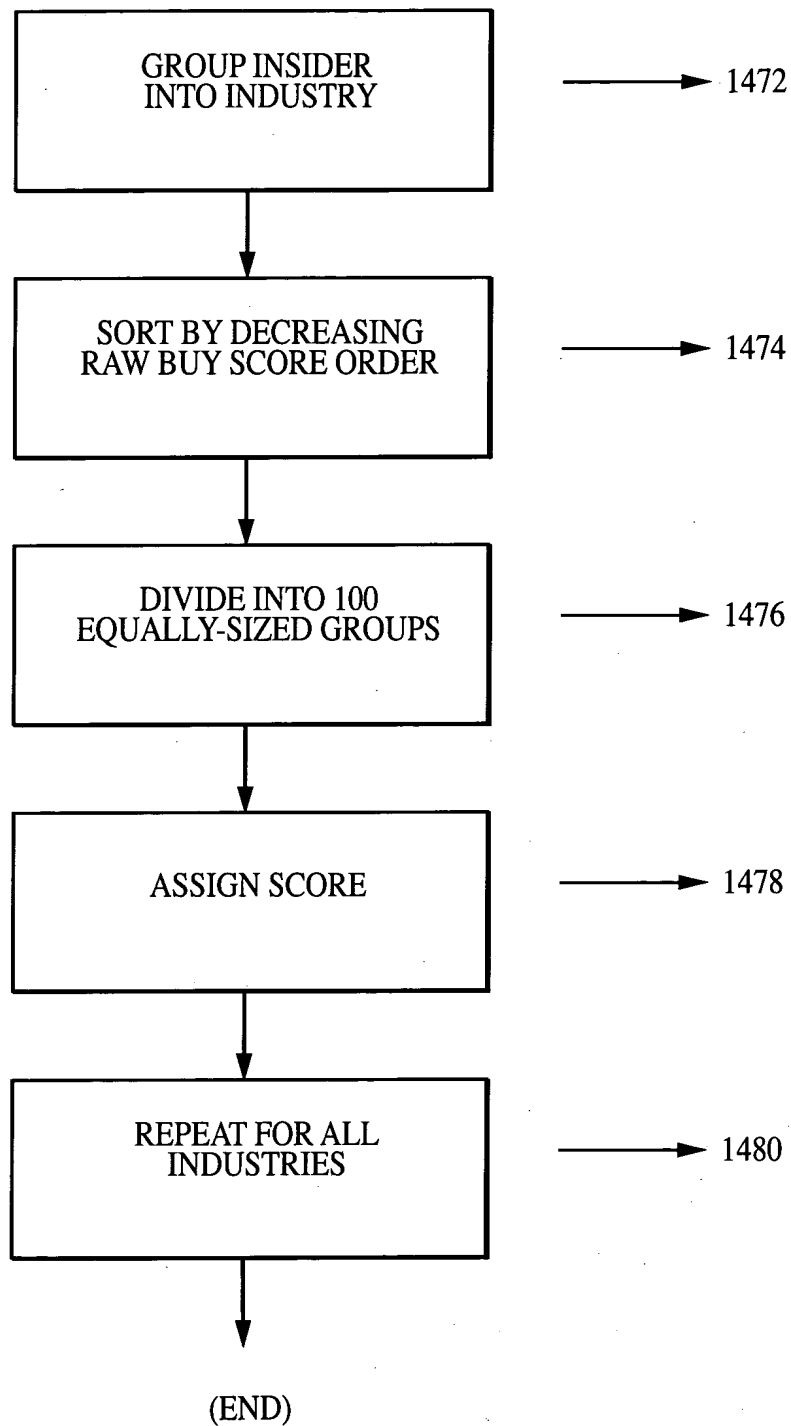 GROUP INSIDER
INTO INDUSTRY
1472
SORT BY DECREASING
RAW BUY SCORE ORDER
1474
DIVIDE INTO 100
EQUALLY-SIZED GROUPS
1476
ASSIGN SCORE
1478
REPEAT FOR ALL
INDUSTRIES
1480
(END)